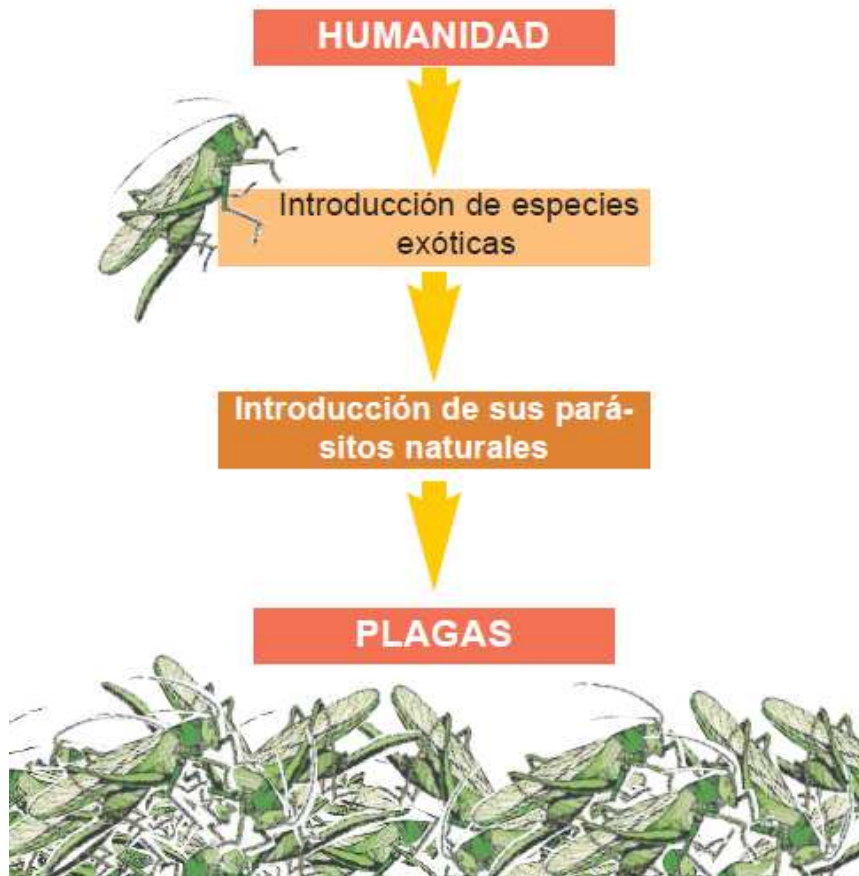 HUMANIDAD
Introducción de especies
exóticas
Introducción de sus pará-
sitos naturales
PLAGAS